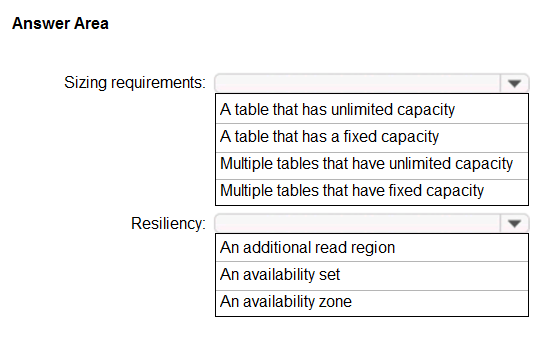 Answer Area
Sizing requirements:
A table that has unlimited capacity
A table that has a fixed capacity
Multiple tables that have unlimited capacity
Multiple tables that have fixed capacity
Resiliency:
An additional read region
An availability set
An availability zone